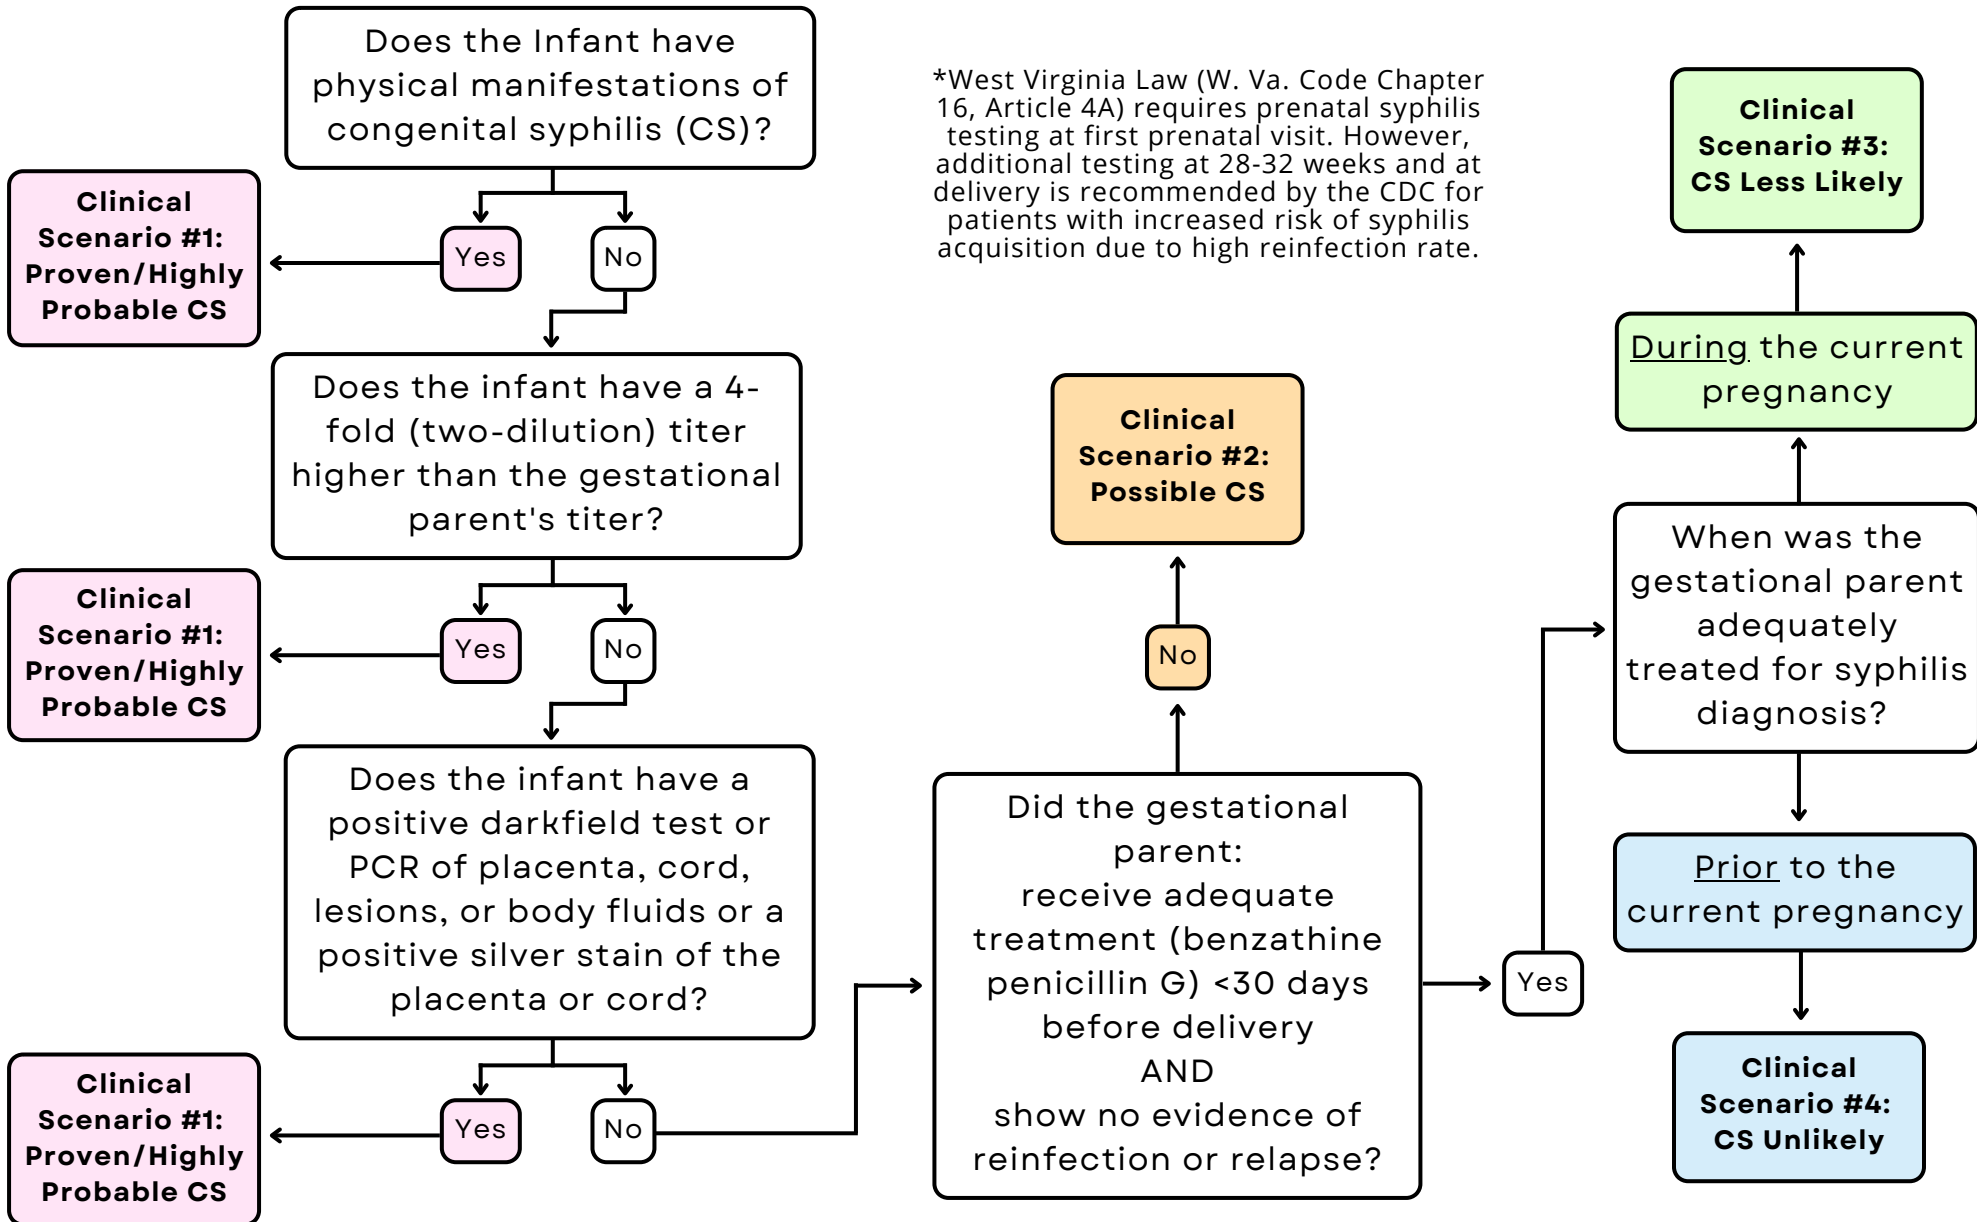 Does the Infant have
physical manifestations of
congenital syphilis (CS)?
Yes
No
Clinical
Scenario #1:
Proven/Highly
Probable CS
Does the infant have a 4-
fold (two-dilution) titer
higher than the gestational
parent's titer?
Yes
No
Clinical
Scenario #1:
Proven/Highly
Probable CS
Does the infant have a
positive darkfield test or
PCR of placenta, cord,
lesions, or body fluids or a
positive silver stain of the
placenta or cord?
Yes
No
Clinical
Scenario #1:
Proven/Highly
Probable CS
*West Virginia Law (W. Va. Code Chapter
16, Article 4A) requires prenatal syphilis
testing at first prenatal visit. However,
additional testing at 28-32 weeks and at
delivery is recommended by the CDC for
patients with increased risk of syphilis
acquisition due to high reinfection rate.
Clinical
Scenario #2:
Possible CS
No
Did the gestational
parent:
receive adequate
treatment (benzathine
penicillin G) <30 days
before delivery
AND
show no evidence of
reinfection or relapse?
Yes
Clinical
Scenario #3:
CS Less Likely
During the current
pregnancy
When was the
gestational parent
adequately
treated for syphilis
diagnosis?
Prior to the
current pregnancy
Clinical
Scenario #4:
CS Unlikely